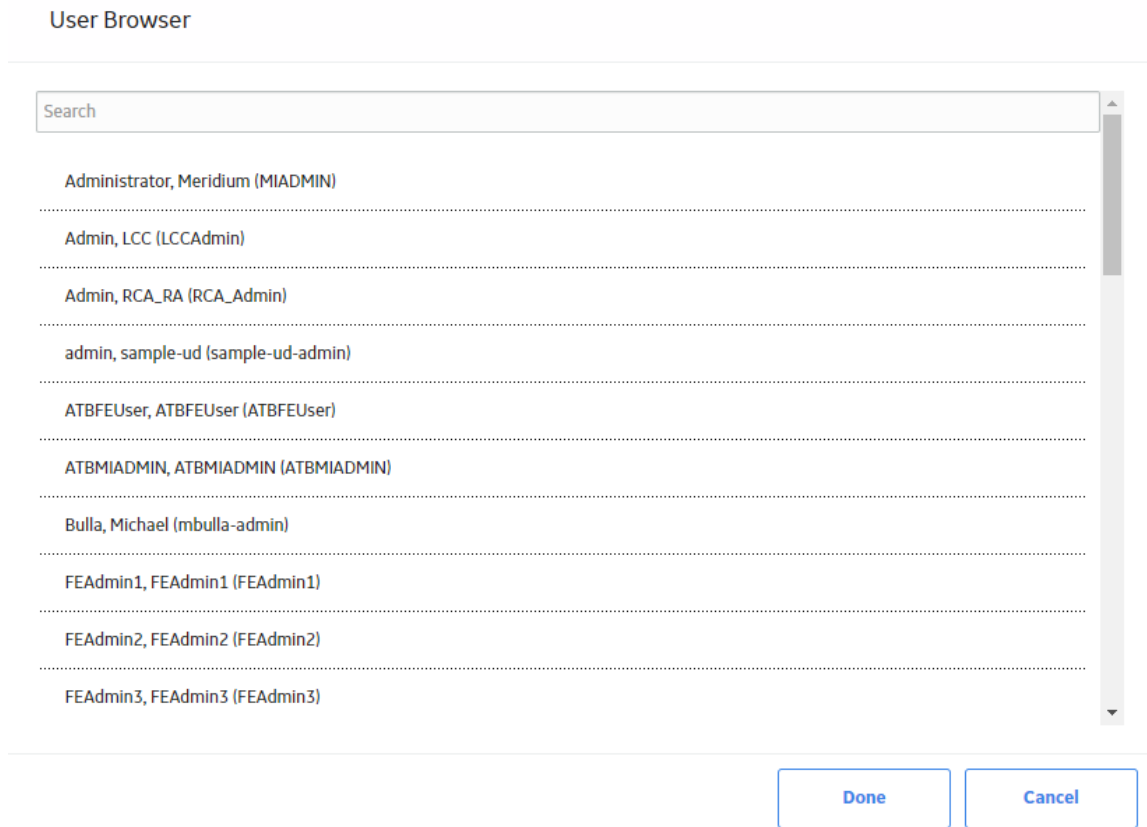 User Browser
Search
Administrator, Meridium (MIADMIN)
Admin, LCC (LCCAdmin)
Admin, RCA_RA (RCA_Admin)
admin, sample-ud (sample-ud-admin)
ATBFEUser, ATBFEUser (ATBFEUser)
ATBMIADMIN, ATBMIADMIN (ATBMIADMIN)
Bulla, Michael (mbulla-admin)
FEAdmin1, FEAdmin1 (FEAdmin1)
FEAdmin2, FEAdmin2 (FEAdmin2)
FEAdmin3, FEAdmin3 (FEAdmin3)
Done Cancel